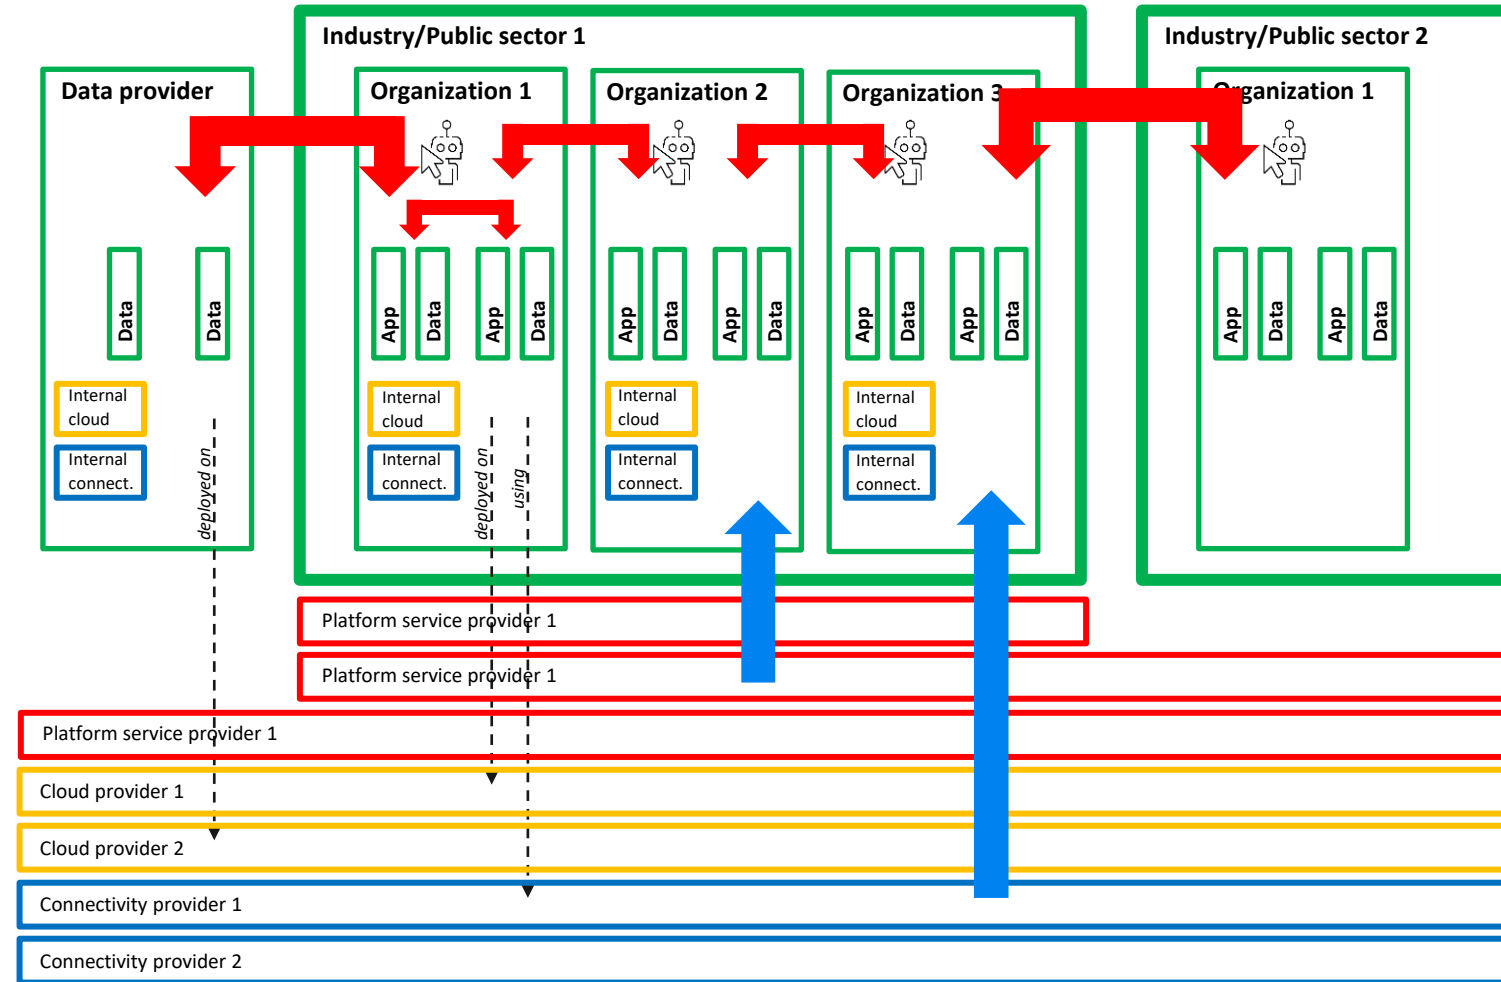 Industry/Public sector 1
Industry/Public sector 2
Data provider
Organization 1
Organization 2
Organization 3
Organization 1
Data
Data
App
Data
App
Data
App
Data
App
Data
App
Data
App
Data
App
Data
App
Data
Internal
cloud
Internal
connect.
deployed on
Internal
cloud
Internal
connect.
deployed on
using
Internal
cloud
Internal
connect.
Internal
cloud
Internal
connect.
Platform service provider 1
Platform service provider 1
Platform service provider 1
Cloud provider 1
Cloud provider 2
Connectivity provider 1
Connectivity provider 2